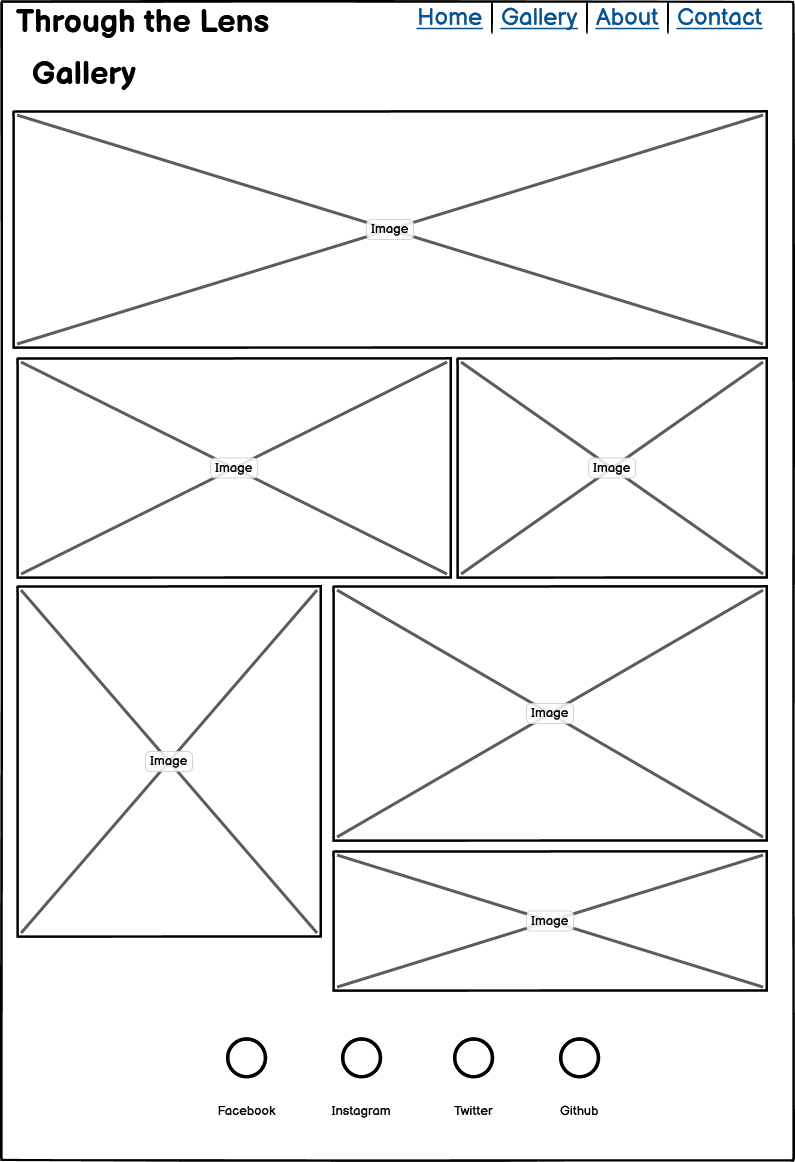 Through the Lens
Home Gallery About Contact
Gallery
Image
Image Image
Image
Image
Image
Facebook Instagram Twitter Github